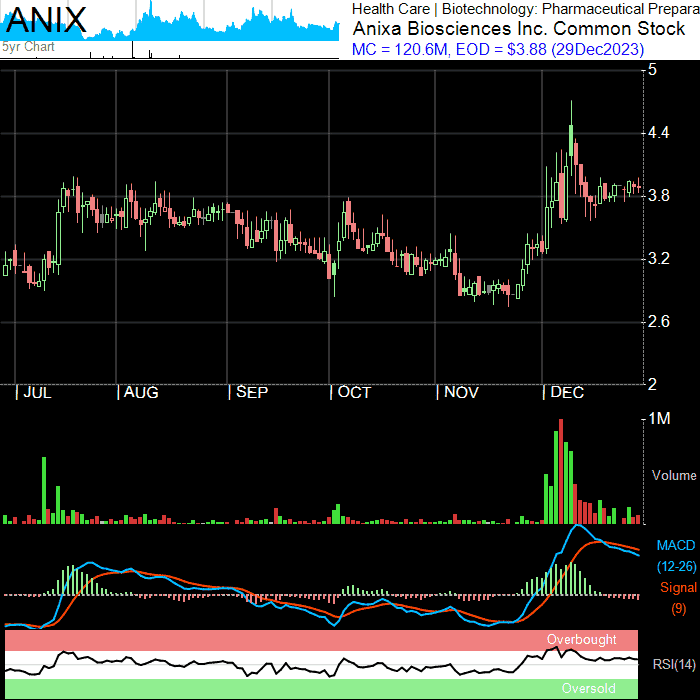 ANIX
5yr Chart
Health Care | Biotechnology: Pharmaceutical Prepara
Anixa Biosciences Inc. Common Stock
MC = 120.6M, EOD = $3.88 (29Dec2023)
5
4.4
3.8
3.2
2.6
2
| JUL | AUG | SEP | OCT | NOV | DEC
1M
Volume
MACD
(12-26)
Signal
(9)
Overbought
RSI(14)
Oversold